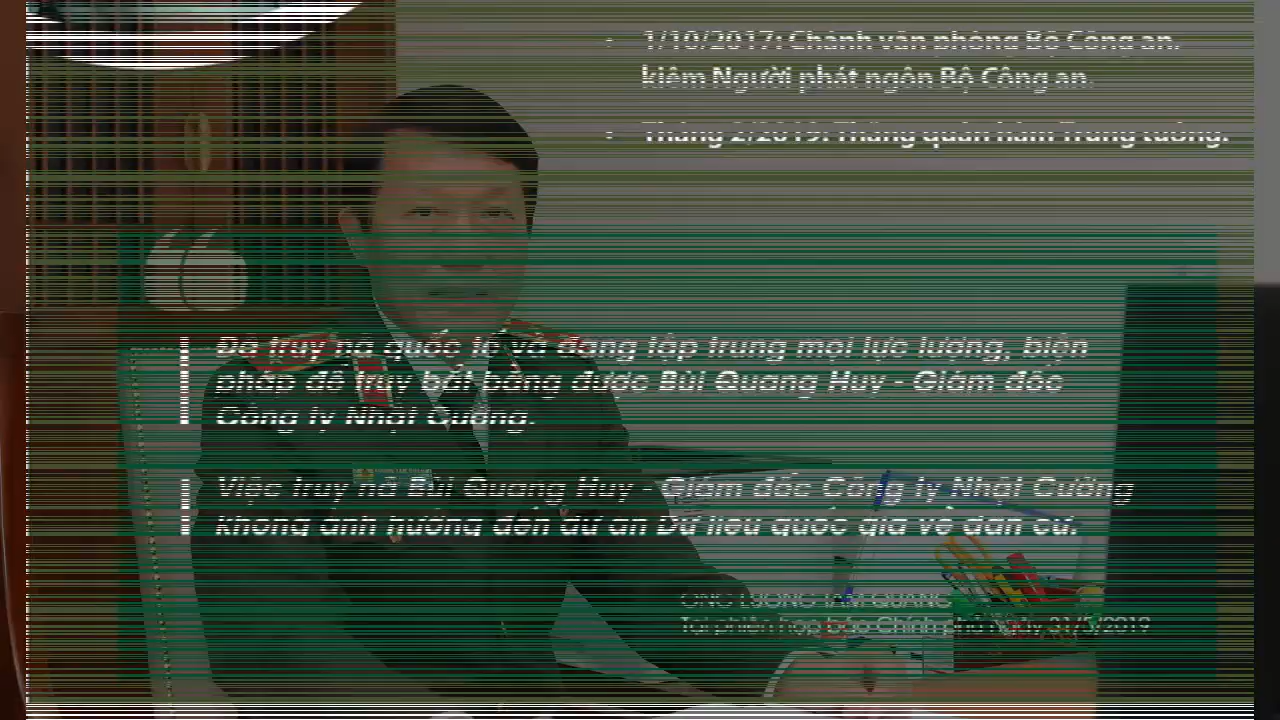 • 1/10/2017: Chánh văn phòng Bộ Công an,
kiêm Người phát ngôn Bộ Công an.
• Tháng 2/2019: Thăng quân hàm Trung tướng.
Đã truy nã quốc tế và đang tập trung mọi lực lượng, biện
pháp để truy bắt bằng được Bùi Quang Huy - Giám đốc
Công ty Nhật Cường.
Việc truy nã Bùi Quang Huy - Giám đốc Công ty Nhật Cường
không ảnh hưởng đến dự án Dữ liệu quốc gia về dân cư.
ÔNG LƯƠNG TAM QUANG
Tại phiên họp báo Chính phủ ngày 31/5/2019